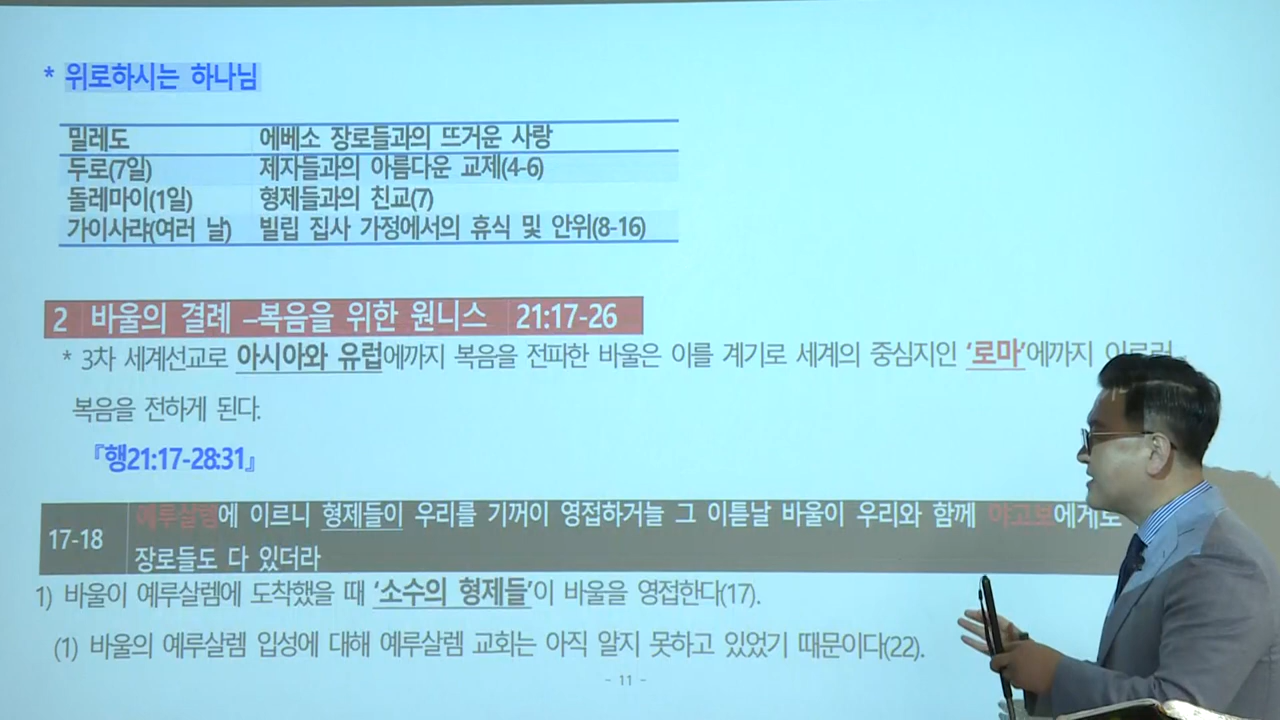 * 위로하시는 하나님
밀레도 에베소 장로들과의 뜨거운 사랑
두로(7일) 제자들과의 아름다운 교제(4-6)
돌레마이(1일) 형제들과의 친교(7)
가이사랴(여러 날) 빌립 집사 가정에서의 휴식 및 안위(8-16)
2 바울의 결례 –복음을 위한 원니스 21:17-26
* 3차 세계선교로 아시아와 유럽에까지 복음을 전파한 바울은 이를 계기로 세계의 중심지인 ‘로마’에까지
복음을 전하게 된다.
『행21:17-28:31』
17-18 예루살렘에 이르니 형제들이 우리를 기꺼이 영접하거늘 그 이튿날 바울이 우리와 함께 야고보에게로
장로들도 다 있더라
1) 바울이 예루살렘에 도착했을 때 ‘소수의 형제들’이 바울을 영접한다(17).
(1) 바울의 예루살렘 입성에 대해 예루살렘 교회는 아직 알지 못하고 있었기 때문이다(22).
- 11 -